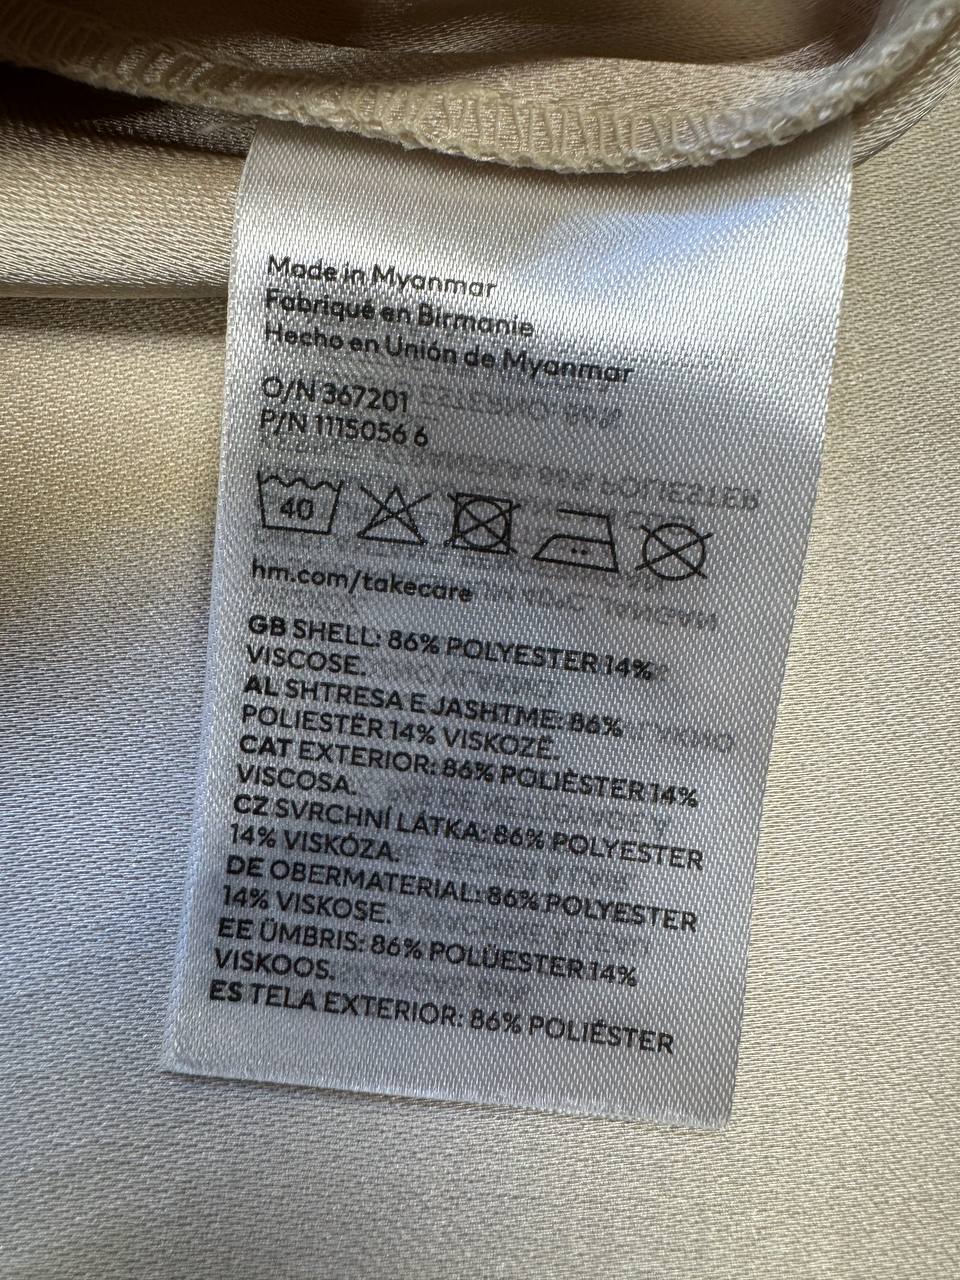 Made in Myanmar
Fabriqué en Birmanie
Hecho en Unión de Myanmar
O/N 367201
P/N 1115056 6
40
hm.com/takecare
GB SHELL: 86% POLYESTER 14%
VISCOSE.
AL SHTRESA E JASHTME: 86%
POLIESTËR 14% VISKOZË.
CAT EXTERIOR: 86% POLIÈSTER 14%
VISCOSA.
CZ SVRCHNÍ LÁTKA: 86% POLYESTER
14% VISKÓZA.
DE OBERMATERIAL: 86% POLYESTER
14% VISKOSE.
EE ÜMBRIS: 86% POLÜESTER 14%
VISKOOS.
ES TELA EXTERIOR: 86% POLIÉSTER